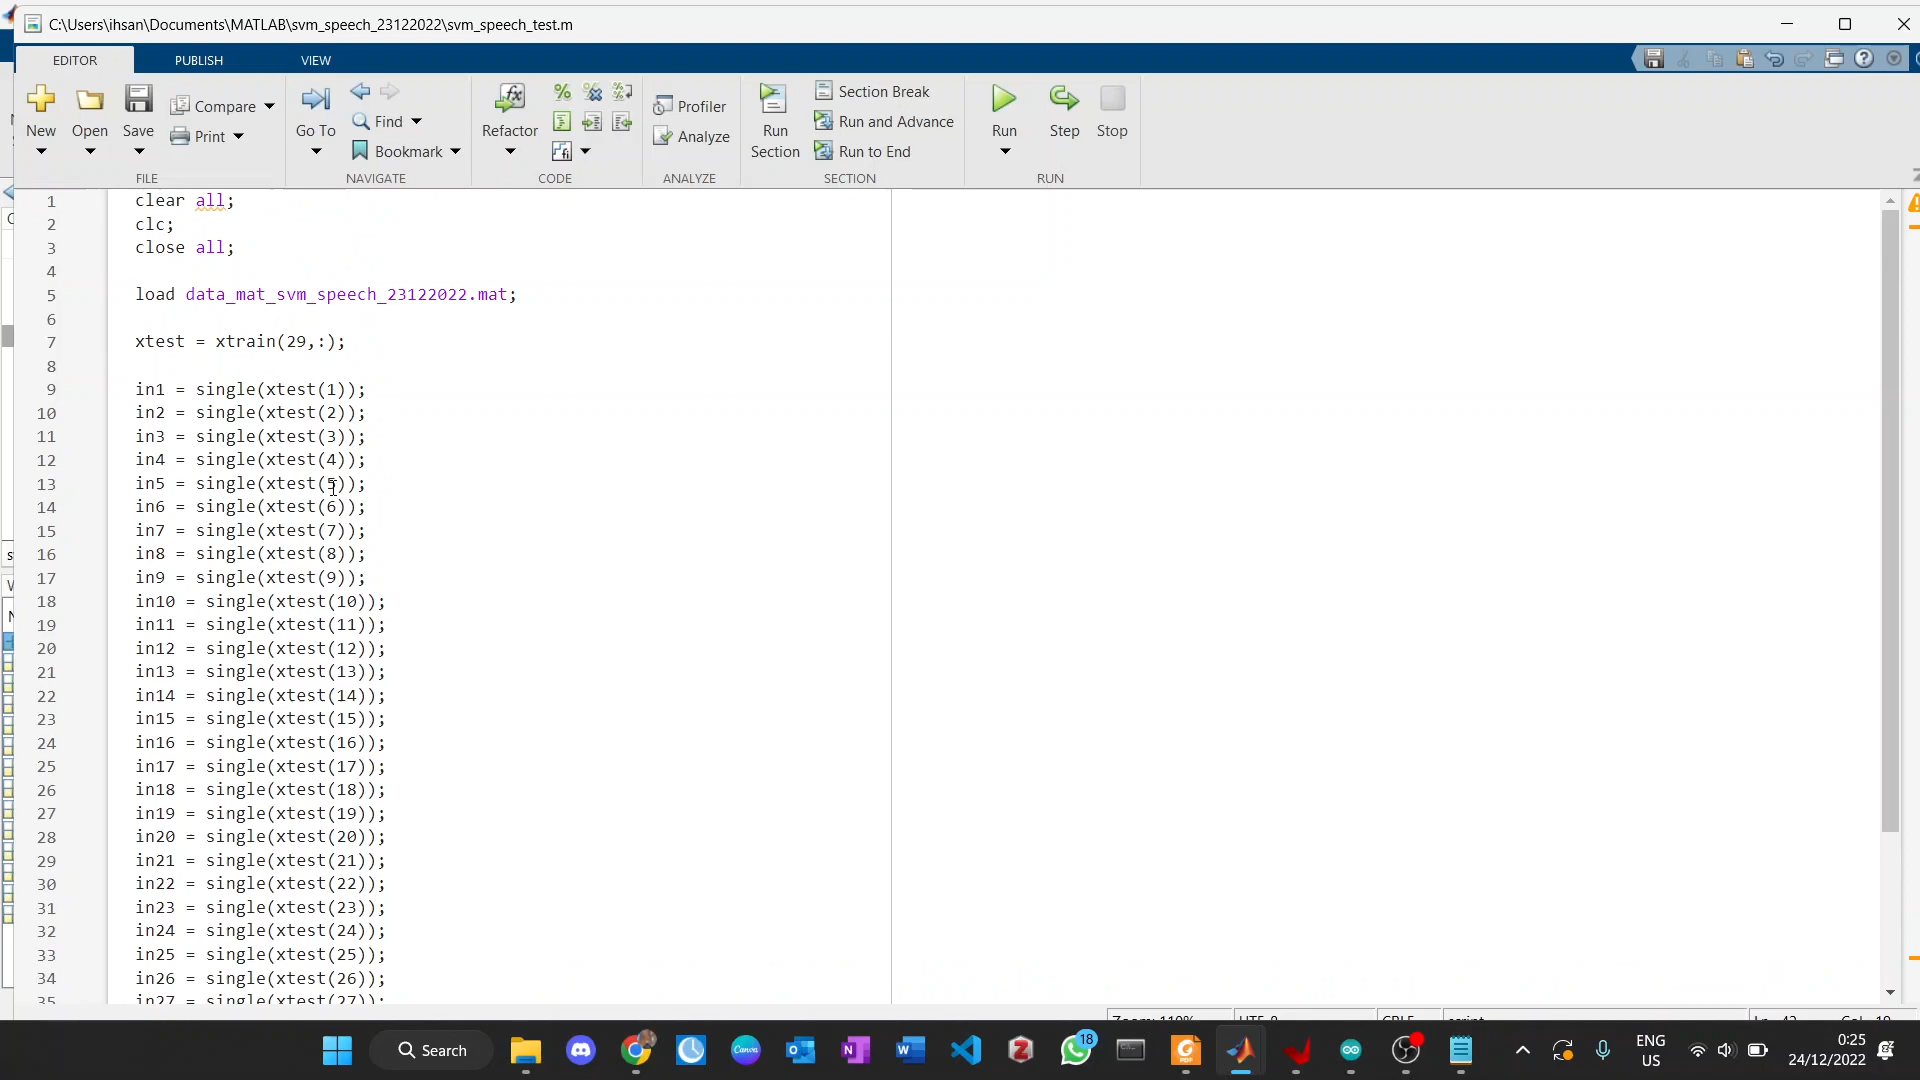 C:\Users\ihsan\Documents\MATLAB\svm_speech_23122022\svm_speech_test.m
EDITOR PUBLISH VIEW
New Open Save Compare Print
FILE
Go To Find Bookmark
NAVIGATE
Refactor
CODE
Profiler
Analyze
ANALYZE
Run Section
Section Break
Run and Advance
Run to End
SECTION
Run Step Stop
RUN
1 clear all;
2 clc;
3 close all;
4
5 load data_mat_svm_speech_23122022.mat;
6
7 xtest = xtrain(29,:);
8
9 in1 = single(xtest(1));
10 in2 = single(xtest(2));
11 in3 = single(xtest(3));
12 in4 = single(xtest(4));
13 in5 = single(xtest(5));
14 in6 = single(xtest(6));
15 in7 = single(xtest(7));
16 in8 = single(xtest(8));
17 in9 = single(xtest(9));
18 in10 = single(xtest(10));
19 in11 = single(xtest(11));
20 in12 = single(xtest(12));
21 in13 = single(xtest(13));
22 in14 = single(xtest(14));
23 in15 = single(xtest(15));
24 in16 = single(xtest(16));
25 in17 = single(xtest(17));
26 in18 = single(xtest(18));
27 in19 = single(xtest(19));
28 in20 = single(xtest(20));
29 in21 = single(xtest(21));
30 in22 = single(xtest(22));
31 in23 = single(xtest(23));
32 in24 = single(xtest(24));
33 in25 = single(xtest(25));
34 in26 = single(xtest(26));
35 in27 = single(xtest(27));
Search
18
ENG
US
0:25
24/12/2022